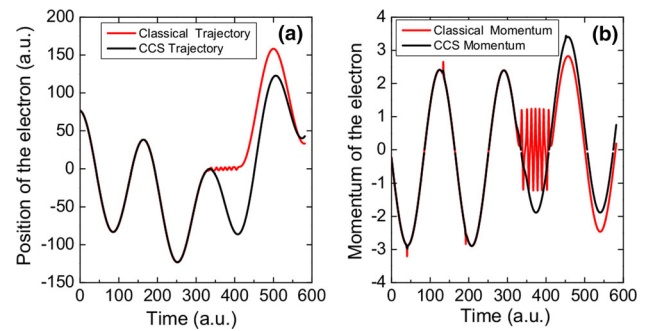 Classical Trajectory
CCS Trajectory
(a)
Position of the electron (a.u.)
200
150
100
50
0
-50
-100
-150
0 100 200 300 400 500 600
Time (a.u.)
Classical Momentum
CCS Momentum
(b)
Momentum of the electron
4
3
2
1
0
-1
-2
-3
-4
0 100 200 300 400 500 600
Time (a.u.)